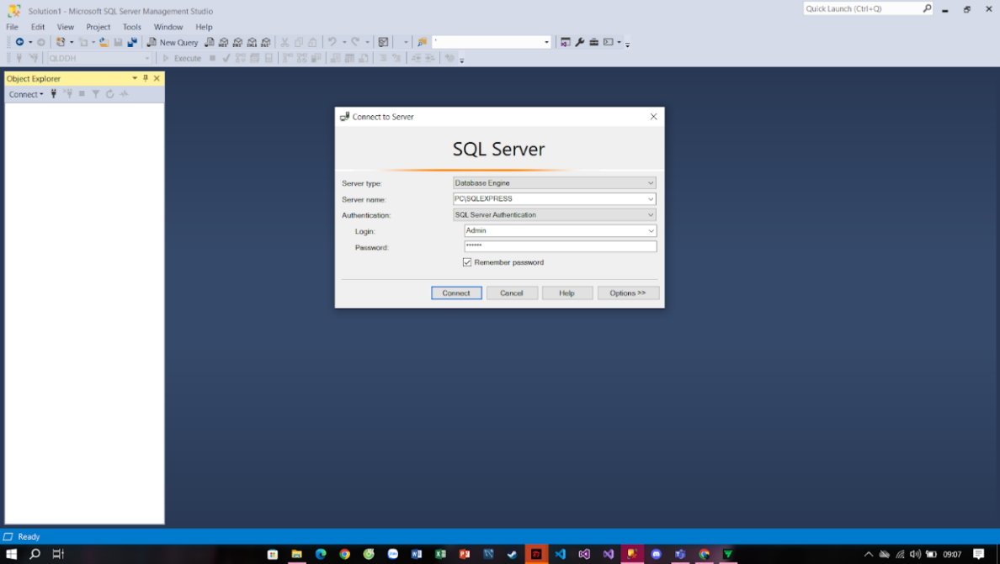 Solution1 - Microsoft SQL Server Management Studio
Quick Launch (Ctrl+Q)
File Edit View Project Tools Window Help
New Query
QLDDH
Execute
Object Explorer
Connect
Connect to Server
SQL Server
Server type: Database Engine
Server name: PC\SQLEXPRESS
Authentication: SQL Server Authentication
Login: Admin
Password: ******
Remember password
Connect Cancel Help Options >>
Ready
09:07